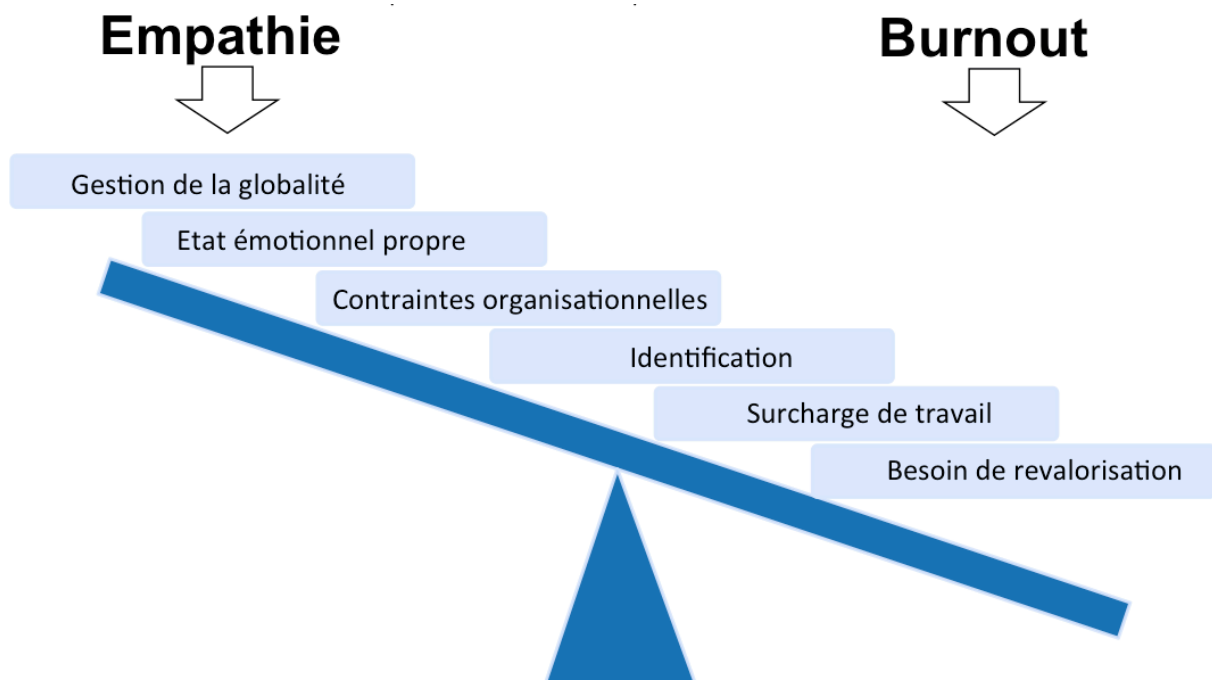 Empathie
Burnout
Gestion de la globalité
Etat émotionnel propre
Contraintes organisationnelles
Identification
Surcharge de travail
Besoin de revalorisation